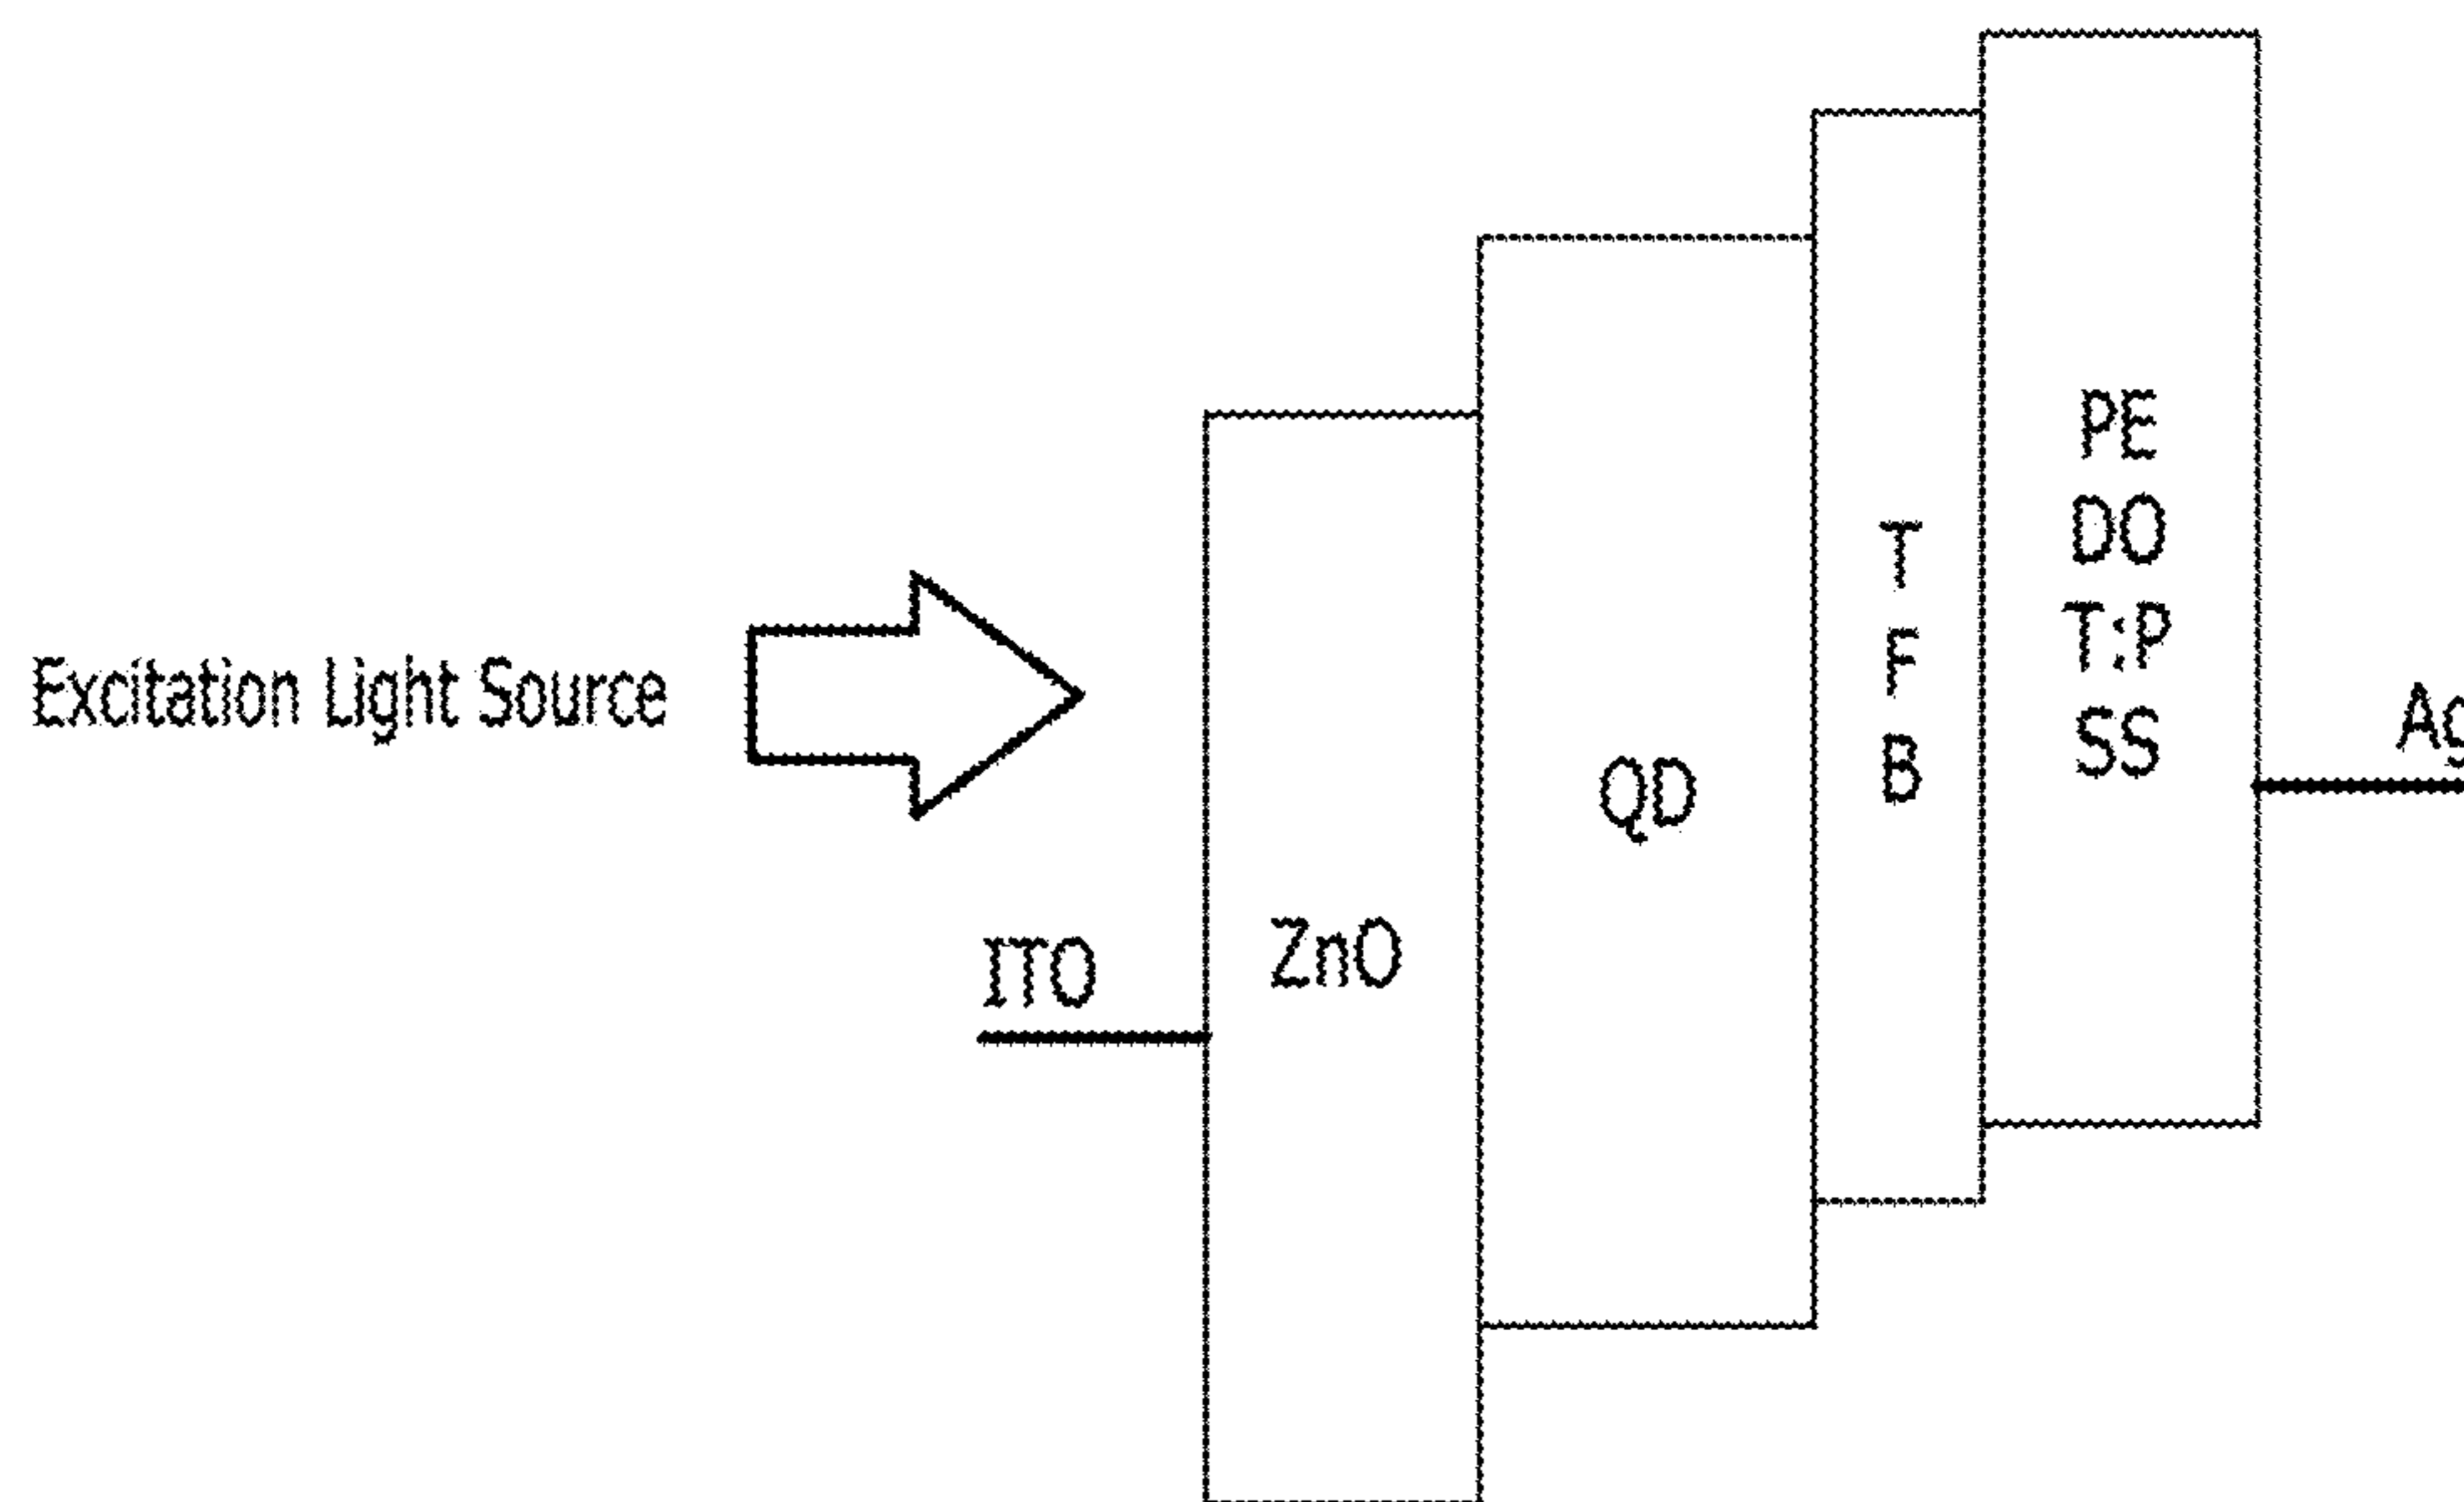 Excitation Light Source
ITO
ZnO
QD
T
F
B
PE
DO
T:P
SS